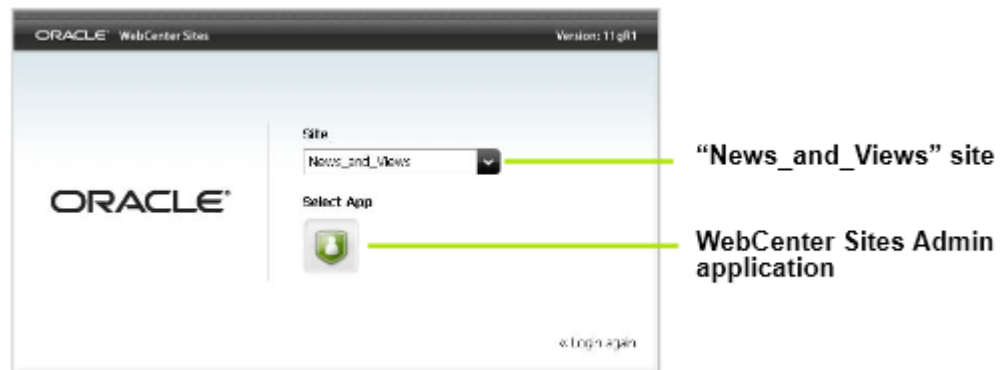 ORACLE® WebCenter Sites
Version: 11gR1
Site
News_and_Views
"News_and_Views" site
ORACLE®
Select App
WebCenter Sites Admin
application
« Login again